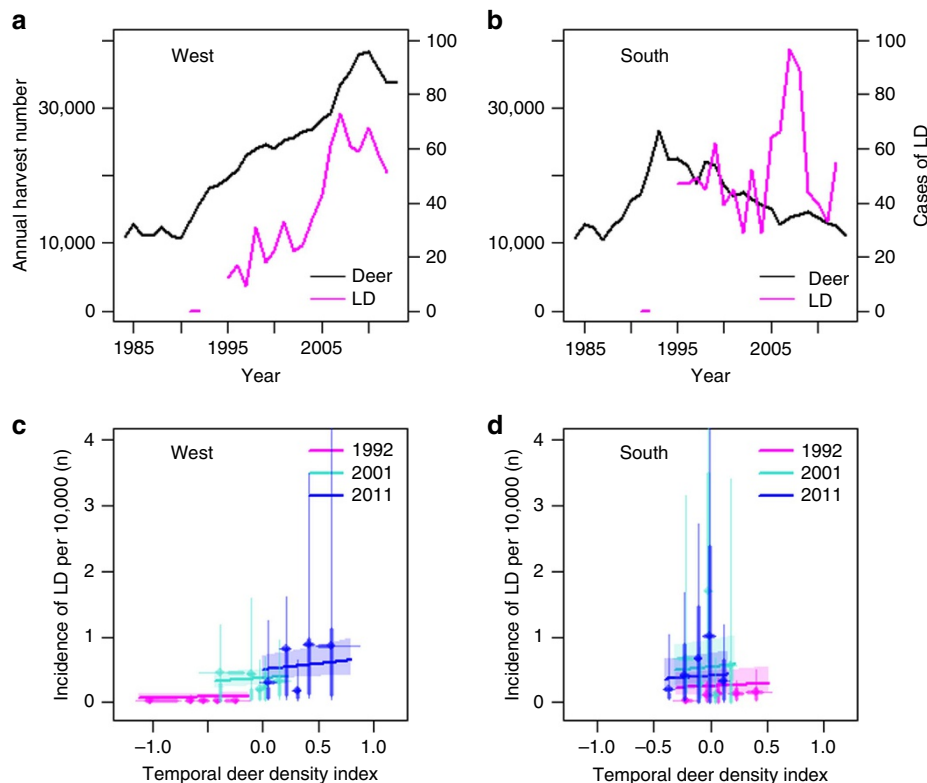 a
West
Annual harvest number
30,000
10,000
0
100
80
60
40
20
0
Deer
LD
1985
1995
2005
Year
b
South
30,000
10,000
0
100
80
60
40
20
0
Cases of LD
Deer
LD
1985
1995
2005
Year
c
West
Incidence of LD per 10,000 (n)
4
3
2
1
0
1992
2001
2011
−1.0
0.0
0.5
1.0
Temporal deer density index
d
South
Incidence of LD per 10,000 (n)
4
3
2
1
0
1992
2001
2011
−1.0
−0.5
0.0
0.5
1.0
Temporal deer density index